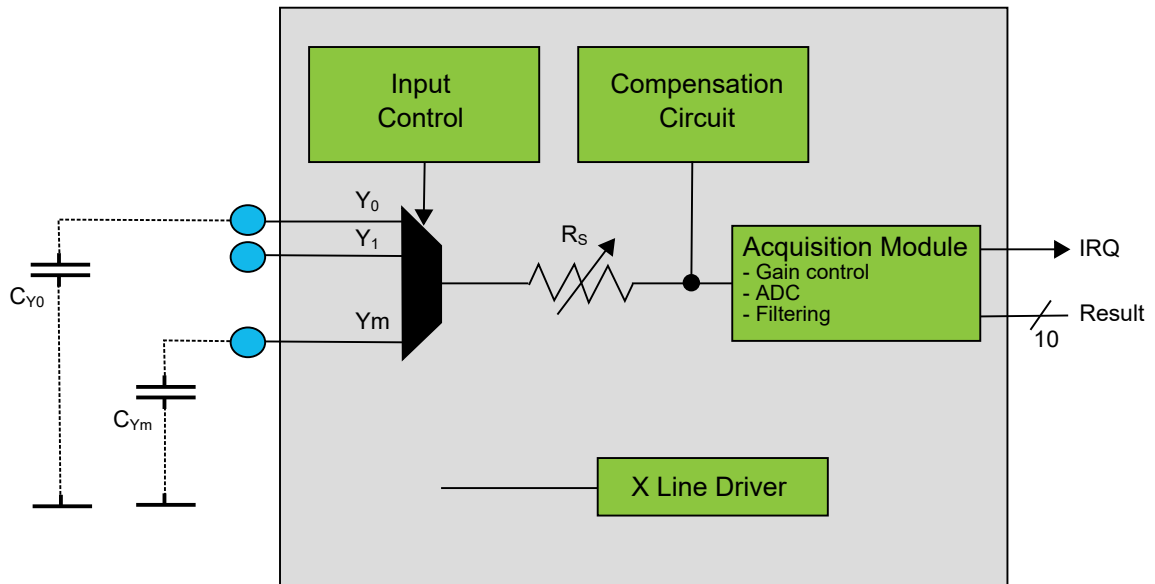 Input
Control
Compensation
Circuit
Y0
Y1
Ym
RS
Acquisition Module
- Gain control
- ADC
- Filtering
IRQ
Result
10
CY0
CYm
X Line Driver